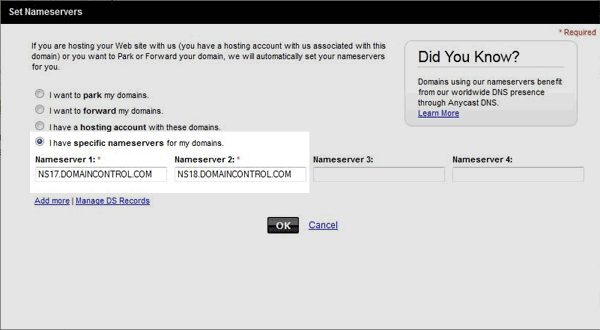 Set Nameservers
* Required
If you are hosting your Web site with us (you have a hosting account with us associated with this
domain) or you want to Park or Forward your domain, we will automatically set your nameservers
for you.
I want to park my domains.
I want to forward my domains.
I have a hosting account with these domains.
I have specific nameservers for my domains.
Did You Know?
Domains using our nameservers benefit
from our worldwide DNS presence
through Anycast DNS.
Learn More
Nameserver 1: * Nameserver 2: * Nameserver 3: Nameserver 4:
NS17.DOMAINCONTROL.COM NS18.DOMAINCONTROL.COM
Add more | Manage DS Records
OK Cancel